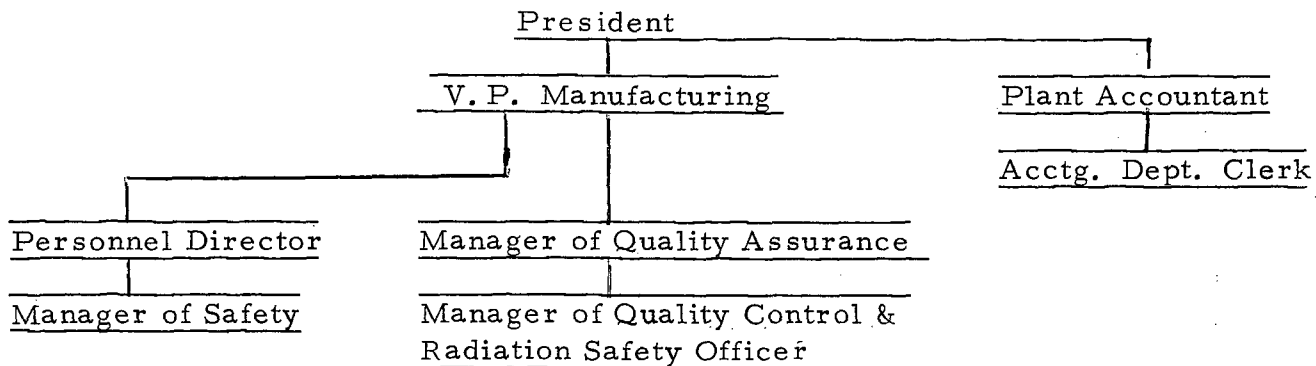 President
V. P. Manufacturing
Plant Accountant
Acctg. Dept. Clerk
Personnel Director
Manager of Quality Assurance
Manager of Safety
Manager of Quality Control &
Radiation Safety Officer